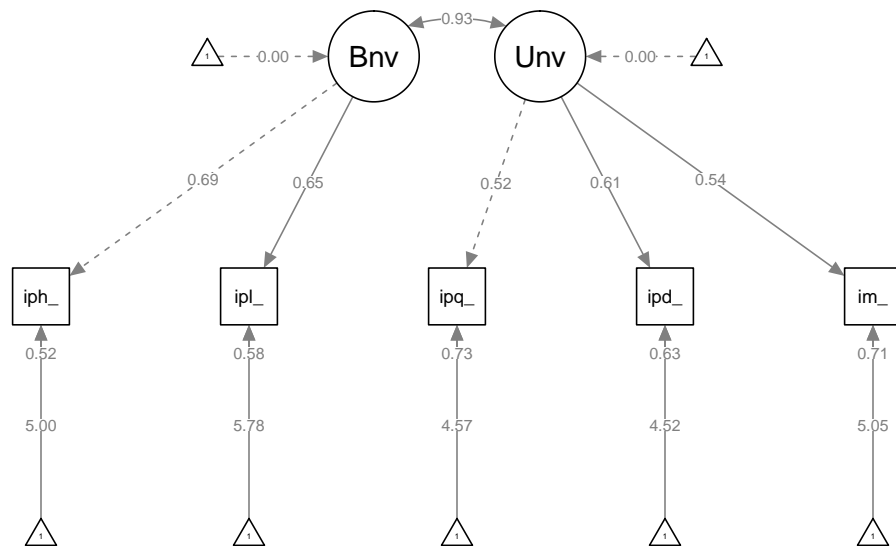 0.93
1 0.00 Bnv Unv 0.00 1
0.69 0.65 0.52 0.61 0.54
iph_ ipl_ ipq_ ipd_ im_
0.52 0.58 0.73 0.63 0.71
5.00 5.78 4.57 4.52 5.05
1 1 1 1 1